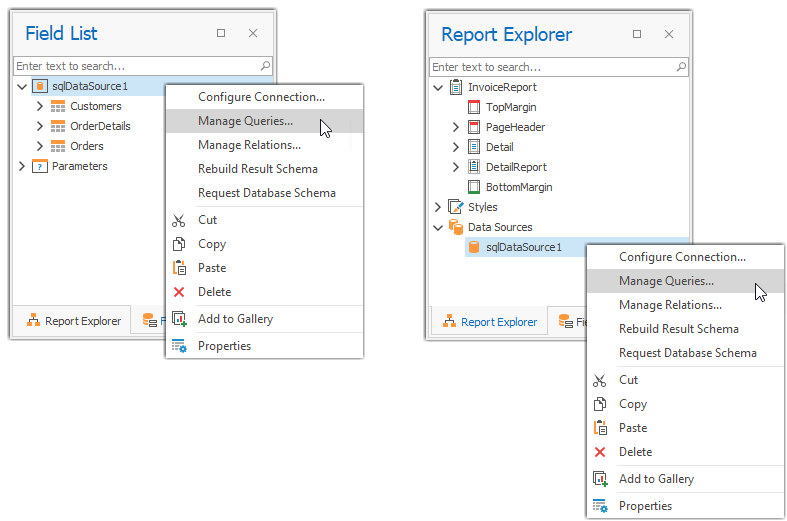 Field List
Enter text to search...
sqlDataSource1
Customers
OrderDetails
Orders
Parameters
Configure Connection...
Manage Queries...
Manage Relations...
Rebuild Result Schema
Request Database Schema
Cut
Copy
Paste
Delete
Add to Gallery
Properties
Report Explorer
Report Explorer
Enter text to search...
InvoiceReport
TopMargin
PageHeader
Detail
DetailReport
BottomMargin
Styles
Data Sources
sqlDataSource1
Configure Connection...
Manage Queries...
Manage Relations...
Rebuild Result Schema
Request Database Schema
Cut
Copy
Paste
Delete
Add to Gallery
Properties
Report Explorer